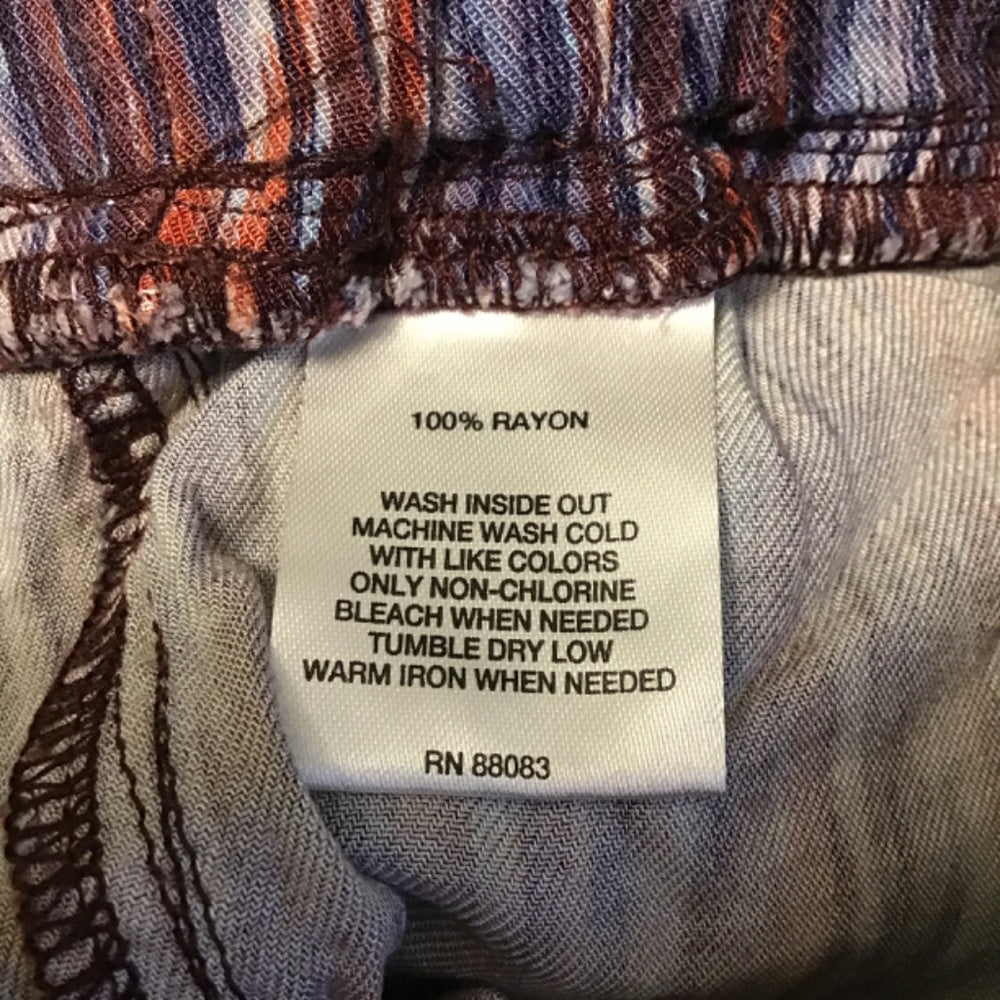 100% RAYON
WASH INSIDE OUT
MACHINE WASH COLD
WITH LIKE COLORS
ONLY NON-CHLORINE
BLEACH WHEN NEEDED
TUMBLE DRY LOW
WARM IRON WHEN NEEDED
RN 88083